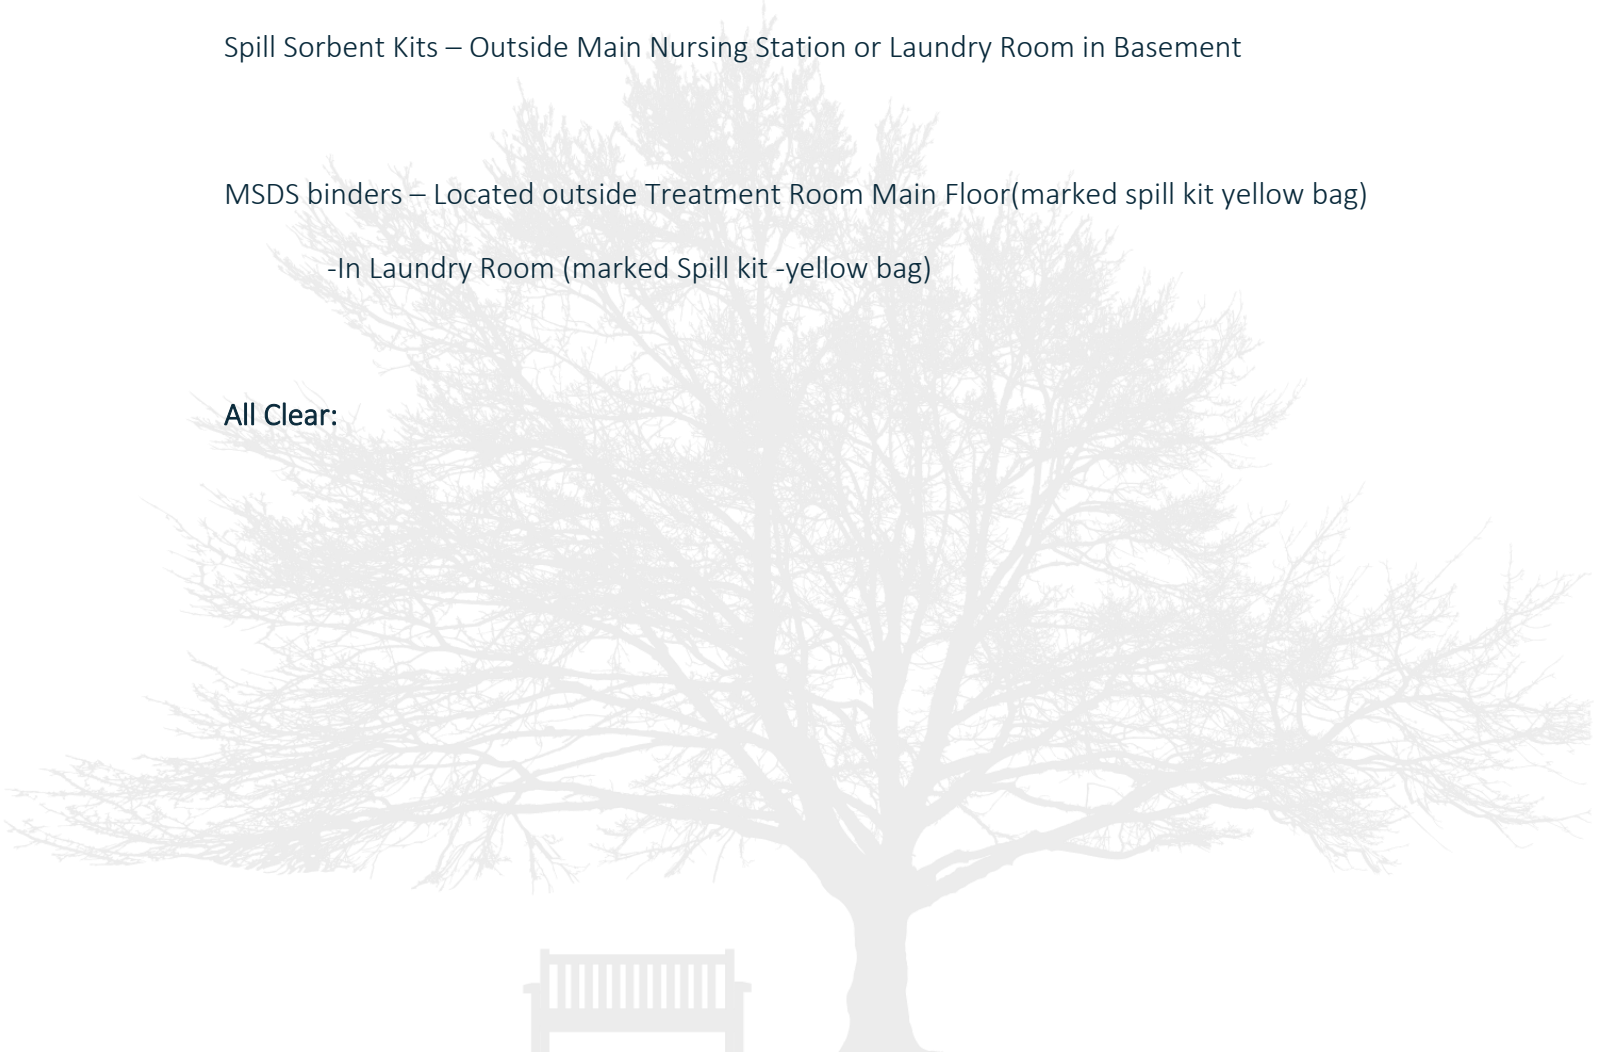 Spill Sorbent Kits – Outside Main Nursing Station or Laundry Room in Basement
MSDS binders – Located outside Treatment Room Main Floor(marked spill kit yellow bag)
-In Laundry Room (marked Spill kit -yellow bag)
All Clear: